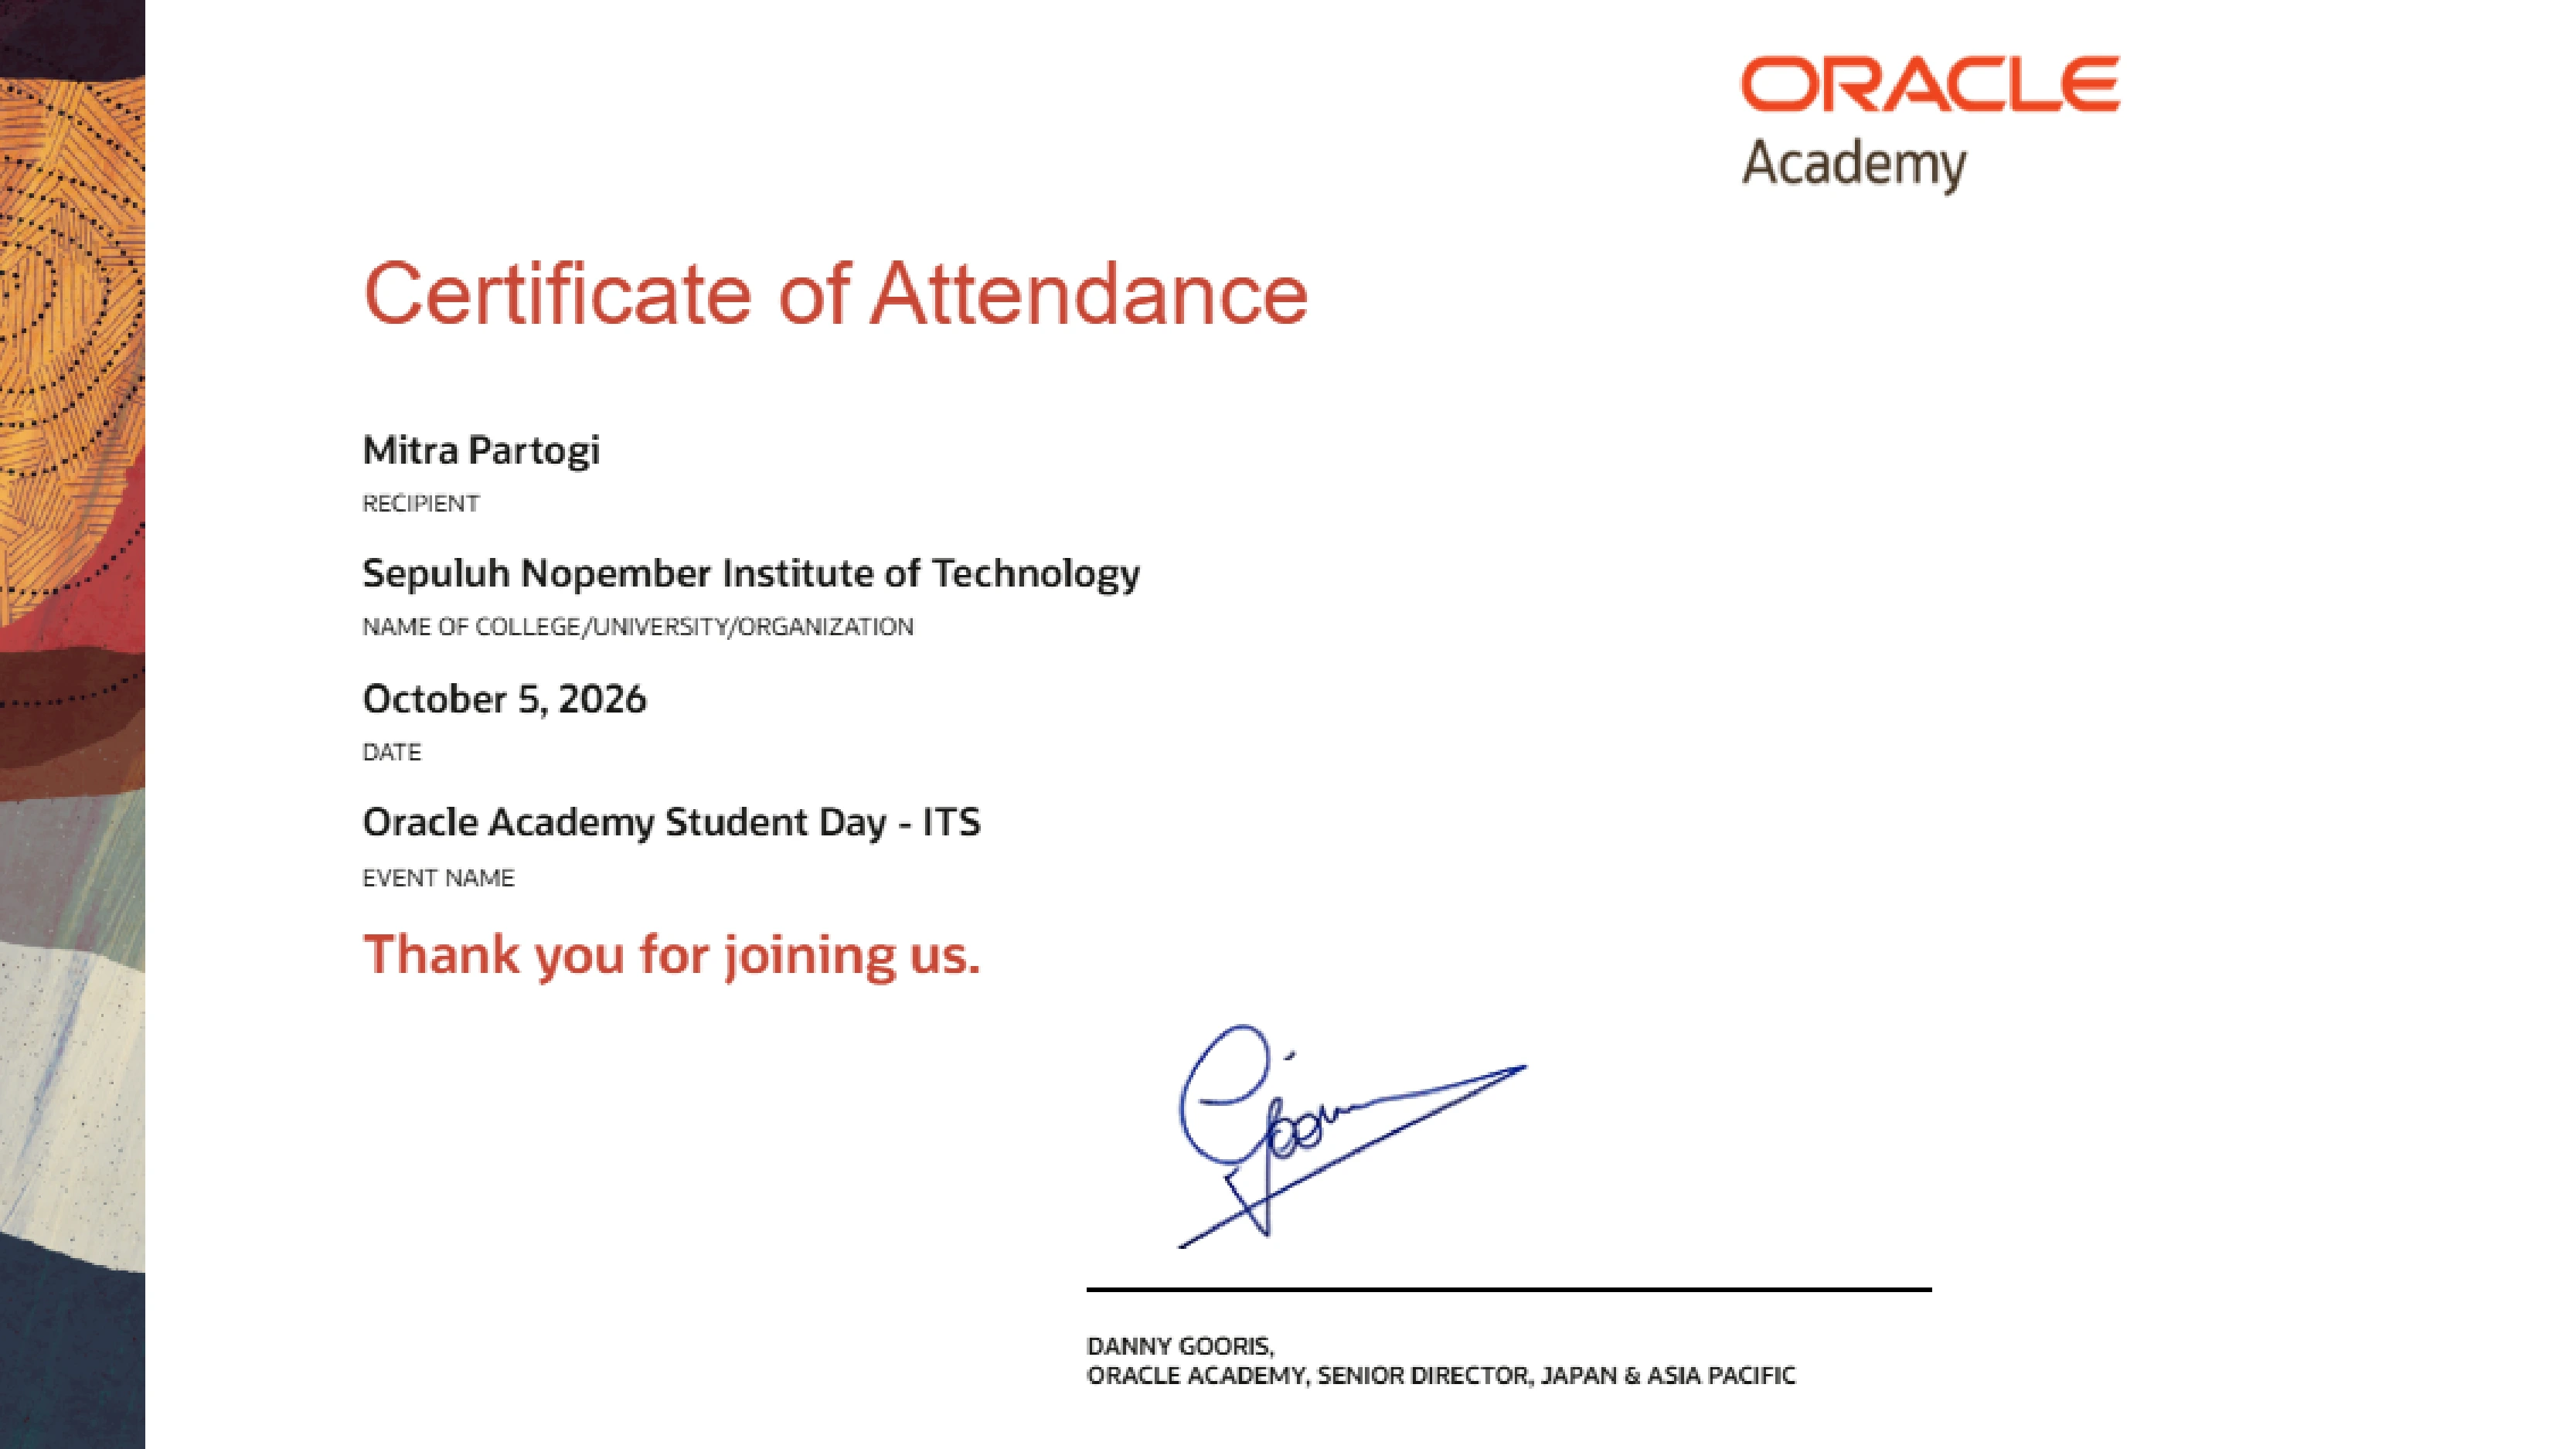 ORACLE
Academy
Certificate of Attendance
Mitra Partogi
RECIPIENT
Sepuluh Nopember Institute of Technology
NAME OF COLLEGE/UNIVERSITY/ORGANIZATION
October 5, 2026
DATE
Oracle Academy Student Day - ITS
EVENT NAME
Thank you for joining us.
DANNY GOORIS,
ORACLE ACADEMY, SENIOR DIRECTOR, JAPAN & ASIA PACIFIC